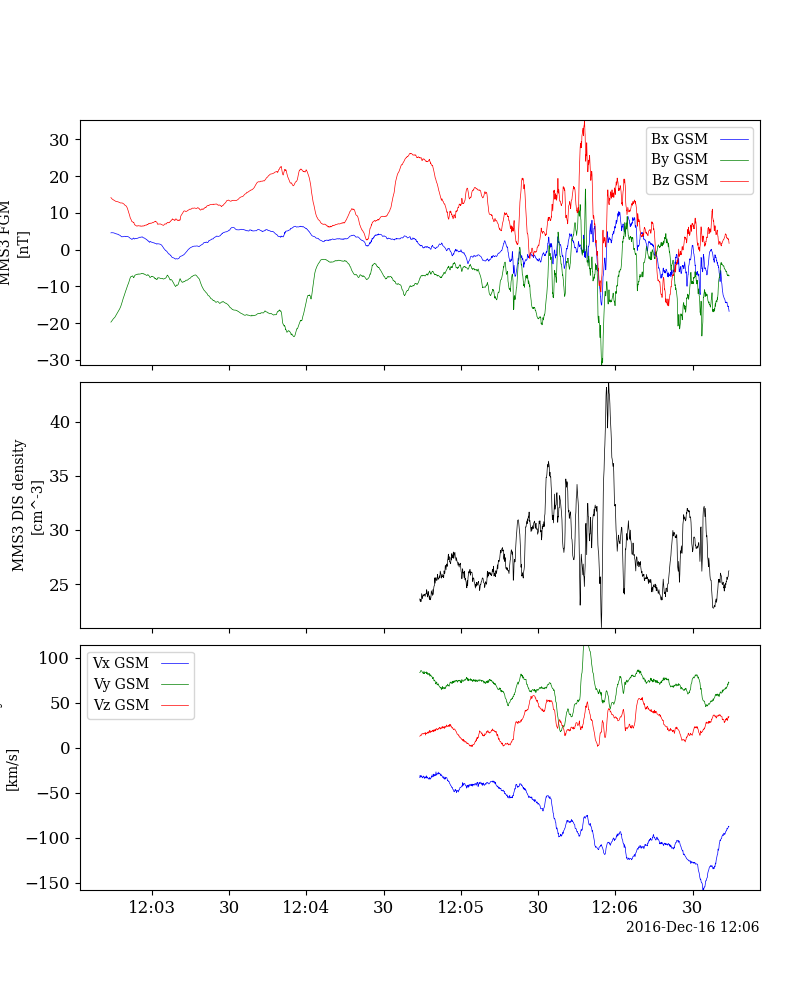 30
20
10
0
−10
−20
−30
MMS3 FGM
[nT]
Bx GSM
By GSM
Bz GSM
40
35
30
25
MMS3 DIS density
[cm^-3]
100
50
0
−50
−100
−150
[km/s]
Vx GSM
Vy GSM
Vz GSM
12:03 30 12:04 30 12:05 30 12:06 30
2016-Dec-16 12:06